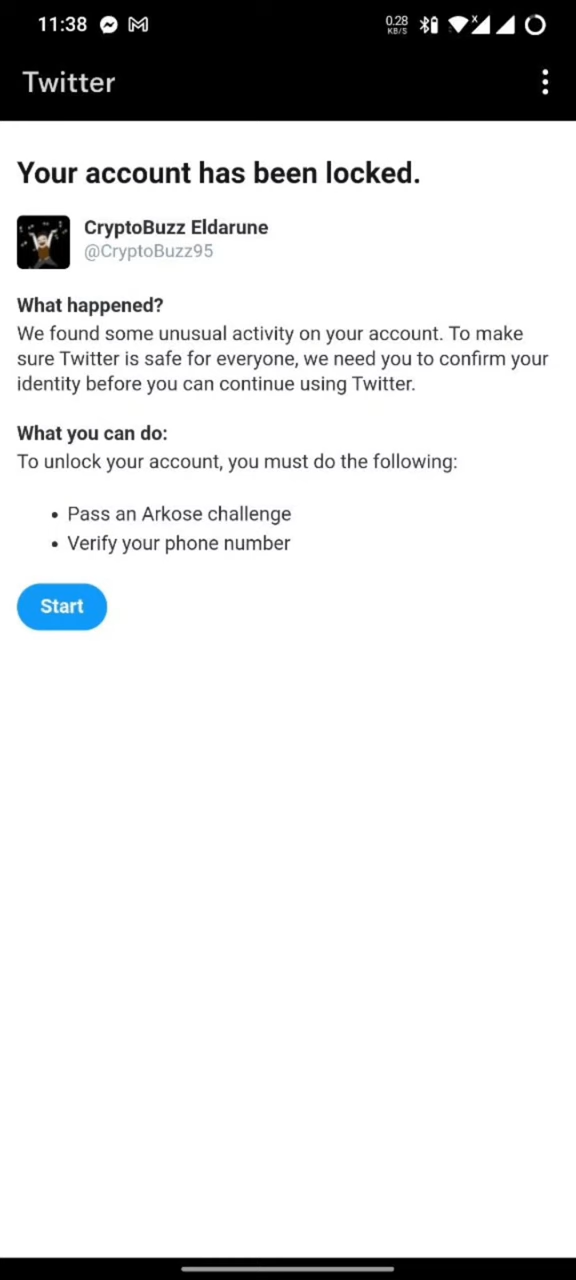 11:38
0.28
KB/S
Twitter
Your account has been locked.
CryptoBuzz Eldarune
@CryptoBuzz95
What happened?
We found some unusual activity on your account. To make
sure Twitter is safe for everyone, we need you to confirm your
identity before you can continue using Twitter.
What you can do:
To unlock your account, you must do the following:
• Pass an Arkose challenge
• Verify your phone number
Start